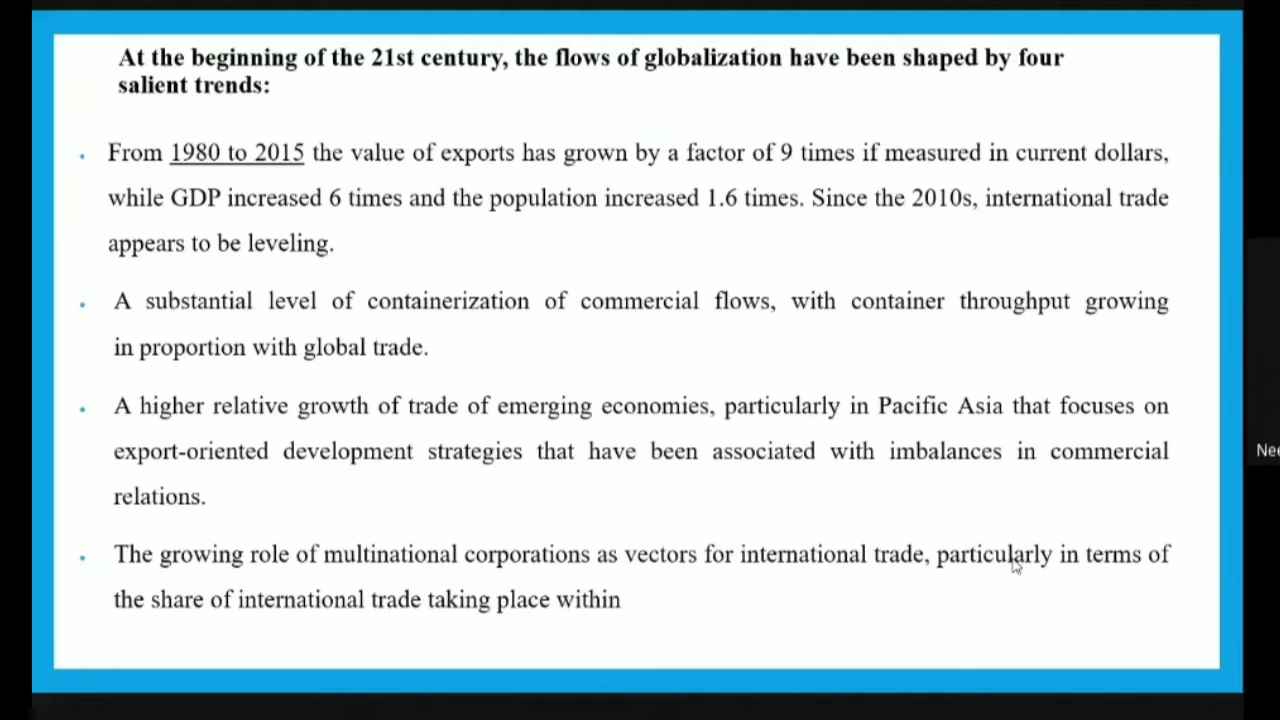 At the beginning of the 21st century, the flows of globalization have been shaped by four
salient trends:
From 1980 to 2015 the value of exports has grown by a factor of 9 times if measured in current dollars,
while GDP increased 6 times and the population increased 1.6 times. Since the 2010s, international trade
appears to be leveling.
A substantial level of containerization of commercial flows, with container throughput growing
in proportion with global trade.
A higher relative growth of trade of emerging economies, particularly in Pacific Asia that focuses on
export-oriented development strategies that have been associated with imbalances in commercial
relations.
The growing role of multinational corporations as vectors for international trade, particularly in terms of
the share of international trade taking place within